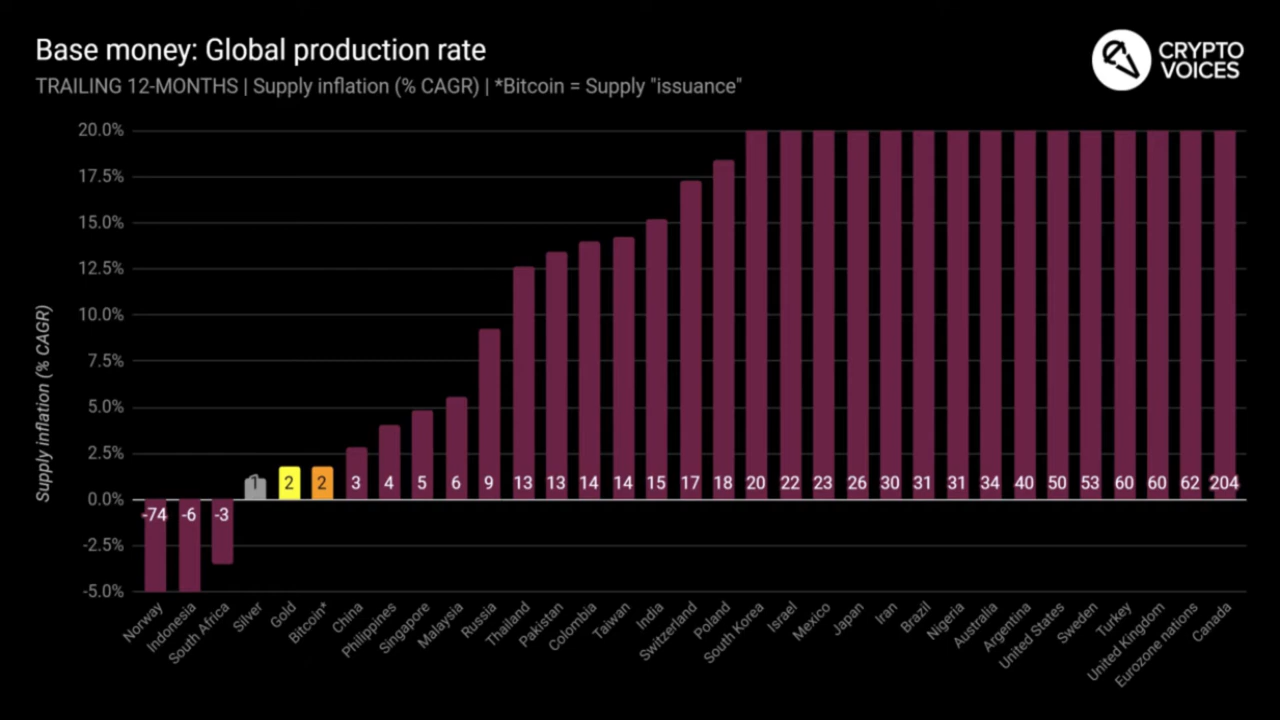 Base money: Global production rate
CRYPTO
VOICES
TRAILING 12-MONTHS | Supply inflation (% CAGR) | *Bitcoin = Supply "issuance"
Supply inflation (% CAGR)
20.0%
17.5%
15.0%
12.5%
10.0%
7.5%
5.0%
2.5%
0.0%
-2.5%
-5.0%
-74 -6 -3 1 2 2 3 4 5 6 9 13 13 14 14 15 17 18 20 22 23 26 30 31 31 34 40 50 53 60 60 62 204
Norway
Indonesia
South Africa
Silver
Gold
Bitcoin*
China
Philippines
Singapore
Malaysia
Russia
Thailand
Pakistan
Colombia
Taiwan
India
Switzerland
Poland
South Korea
Israel
Mexico
Japan
Iran
Brazil
Nigeria
Australia
Argentina
United States
Sweden
Turkey
United Kingdom
Eurozone nations
Canada